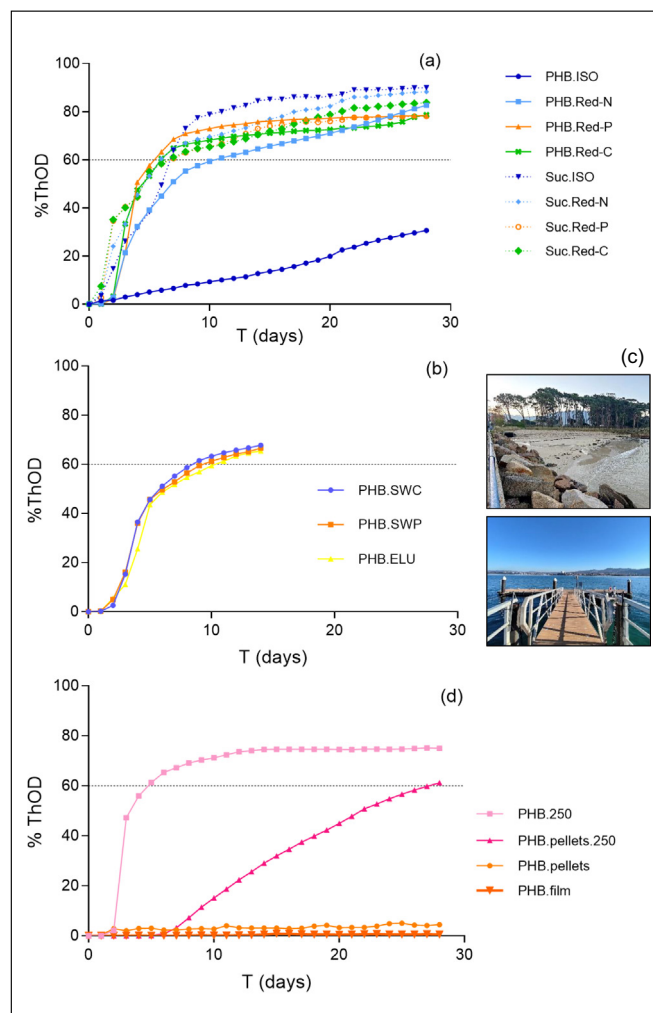 (a)
100
80
60
40
20
0
%ThOD
0
10
20
30
T (days)
PHB.ISO
PHB.Red-N
PHB.Red-P
PHB.Red-C
Suc.ISO
Suc.Red-N
Suc.Red-P
Suc.Red-C
(b)
100
80
60
40
20
0
%ThOD
0
10
20
30
T (days)
PHB.SWC
PHB.SWP
PHB.ELU
(c)
(d)
100
80
60
40
20
0
% ThOD
0
10
20
30
T (days)
PHB.250
PHB.pellets.250
PHB.pellets
PHB.film